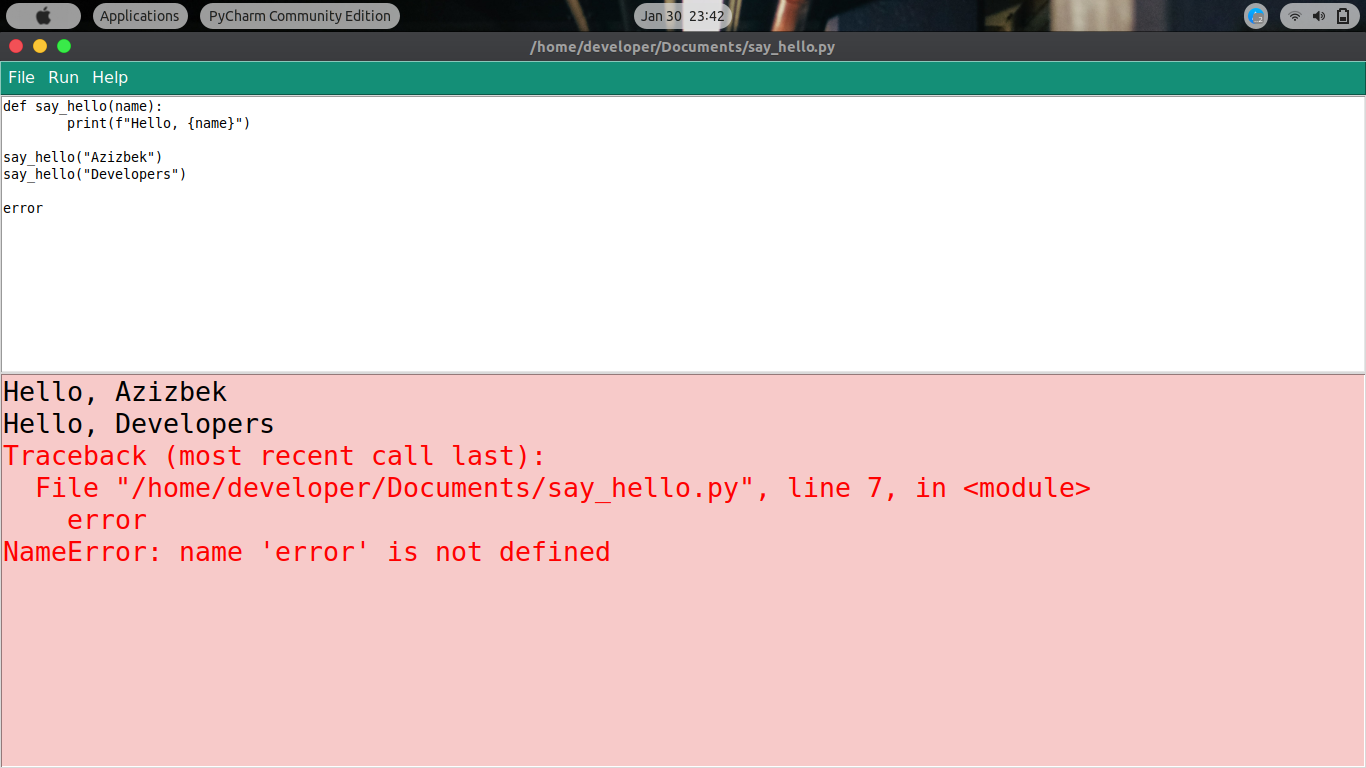 Applications
PyCharm Community Edition
Jan 30 23:42
/home/developer/Documents/say_hello.py
File Run Help
def say_hello(name):
        print(f"Hello, {name}")
say_hello("Azizbek")
say_hello("Developers")
error
Hello, Azizbek
Hello, Developers
Traceback (most recent call last):
  File "/home/developer/Documents/say_hello.py", line 7, in <module>
    error
NameError: name 'error' is not defined